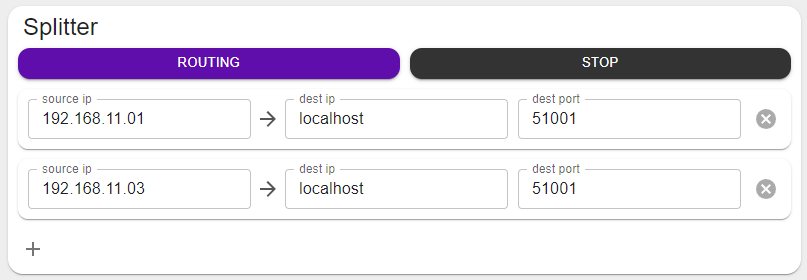 Splitter
ROUTING STOP
source ip dest ip dest port
192.168.11.01 localhost 51001
source ip dest ip dest port
192.168.11.03 localhost 51001